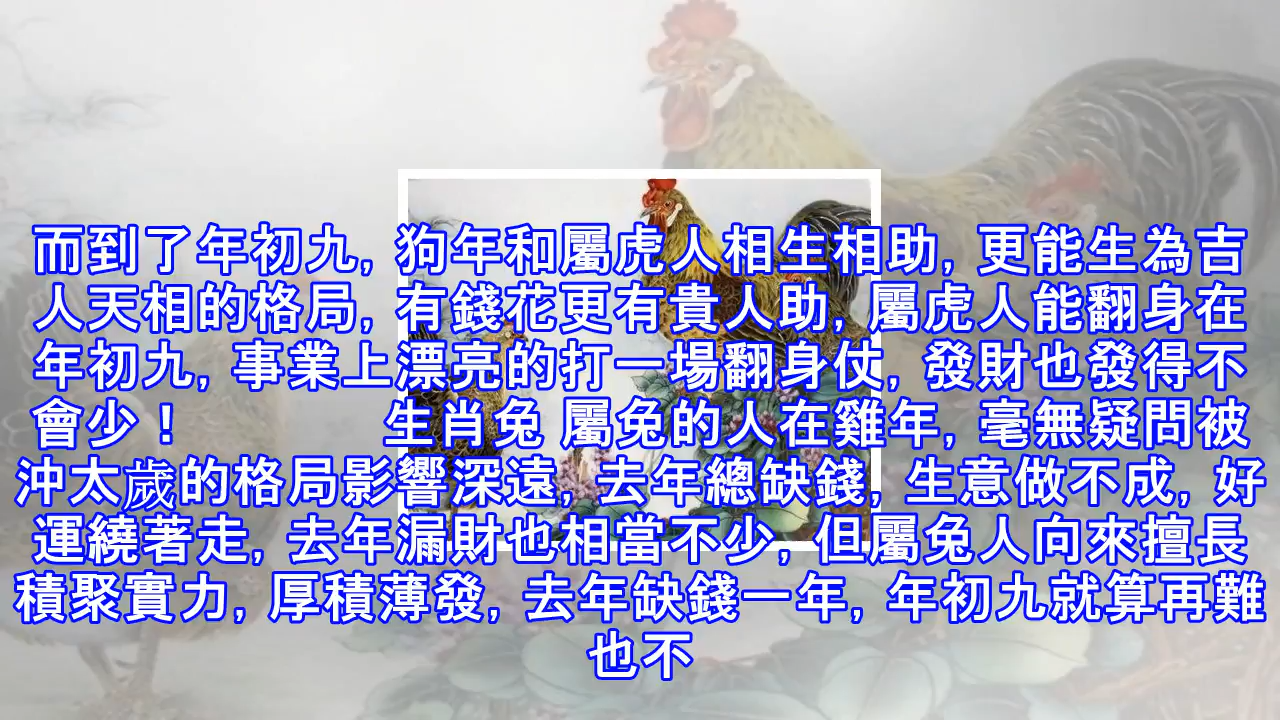 而到了年初九, 狗年和屬虎人相生相助, 更能生為吉
人天相的格局, 有錢花更有貴人助, 屬虎人能翻身在
年初九, 事業上漂亮的打一場翻身仗, 發財也發得不
會少！ 生肖兔 屬兔的人在雞年, 毫無疑問被
沖太歲的格局影響深遠, 去年總缺錢, 生意做不成, 好
運繞著走, 去年漏財也相當不少, 但屬兔人向來擅長
積聚實力, 厚積薄發, 去年缺錢一年, 年初九就算再難
也不